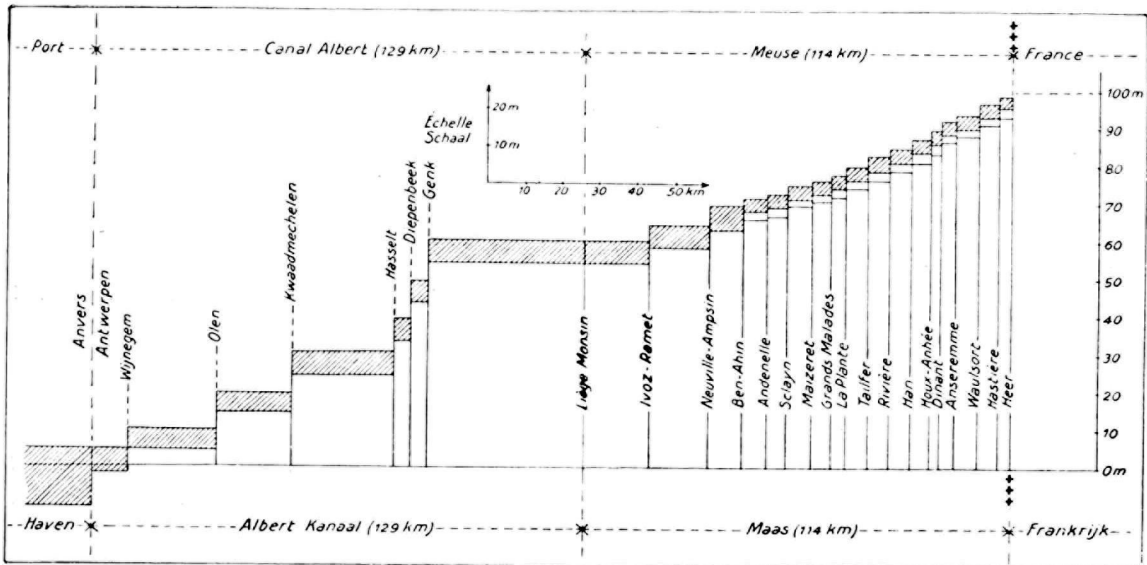 Port
Canal Albert (129 km)
Meuse (114 km)
France
Echelle
Schaal
20 m
10 m
10 20 30 40 50 km
100 m
90
80
70
60
50
40
30
20
10
0 m
Anvers
Antwerpen
Wijnegem
Olen
Kwaadmechelen
Hasselt
Diepenbeek
Genk
Liège Monsin
Ivoz-Ramet
Neuville-Ampsin
Ben-Ahin
Andenelle
Sclayn
Maizeret
Grands Malades
La Plante
Tailfer
Rivière
Han
Houx-Anhée
Dinant
Anseremme
Waulsort
Hastière
Heer
Haven
Albert Kanaal (129 km)
Maas (114 km)
Frankrijk